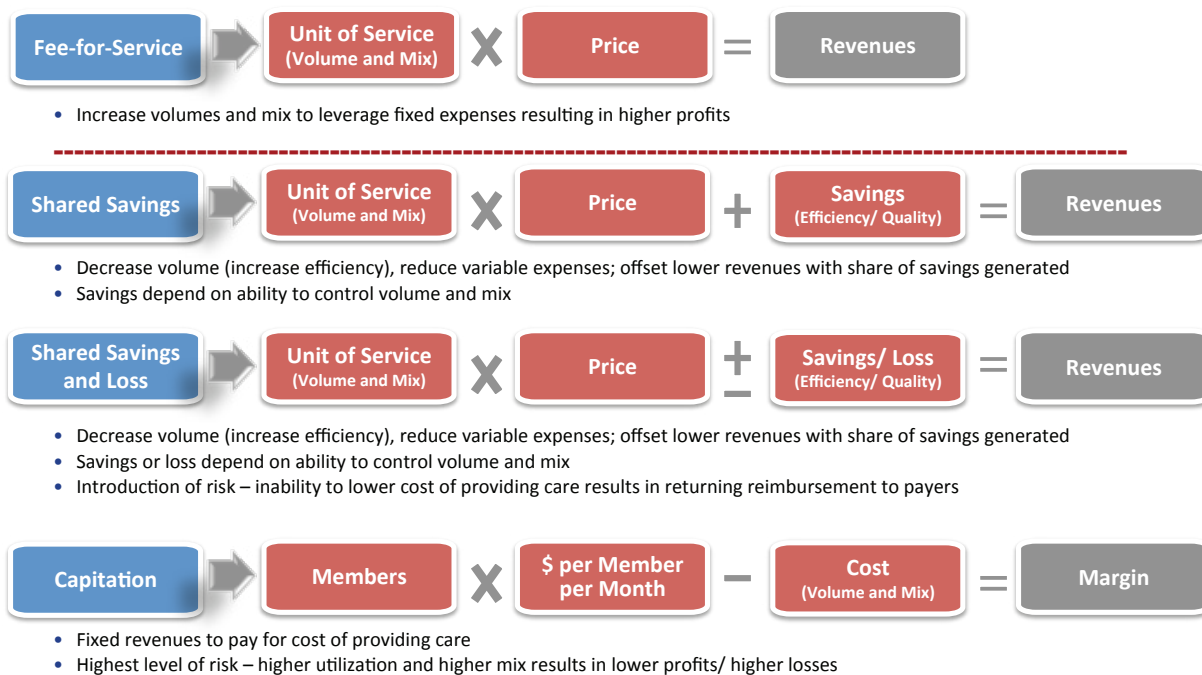 Fee-for-Service
Unit of Service
(Volume and Mix)
X
Price
=
Revenues
• Increase volumes and mix to leverage fixed expenses resulting in higher profits
Shared Savings
Unit of Service
(Volume and Mix)
X
Price
+
Savings
(Efficiency/ Quality)
=
Revenues
• Decrease volume (increase efficiency), reduce variable expenses; offset lower revenues with share of savings generated
• Savings depend on ability to control volume and mix
Shared Savings
and Loss
Unit of Service
(Volume and Mix)
X
Price
+
−
Savings/ Loss
(Efficiency/ Quality)
=
Revenues
• Decrease volume (increase efficiency), reduce variable expenses; offset lower revenues with share of savings generated
• Savings or loss depend on ability to control volume and mix
• Introduction of risk – inability to lower cost of providing care results in returning reimbursement to payers
Capitation
Members
X
$ per Member
per Month
−
Cost
(Volume and Mix)
=
Margin
• Fixed revenues to pay for cost of providing care
• Highest level of risk – higher utilization and higher mix results in lower profits/ higher losses